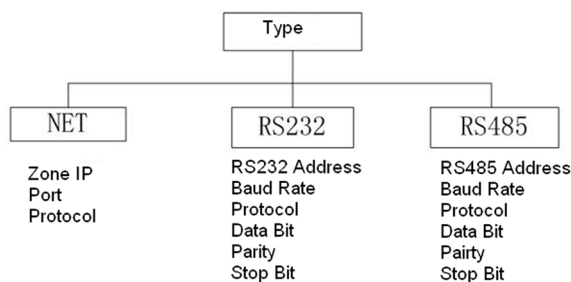 Type
NET
Zone IP
Port
Protocol
RS232
RS232 Address
Baud Rate
Protocol
Data Bit
Parity
Stop Bit
RS485
RS485 Address
Baud Rate
Protocol
Data Bit
Pairty
Stop Bit